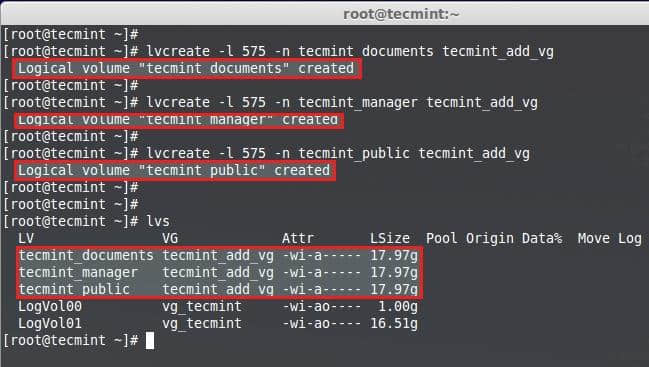 root@tecmint:~
[root@tecmint ~]#
[root@tecmint ~]# lvcreate -l 575 -n tecmint_documents tecmint_add_vg
Logical volume "tecmint_documents" created
[root@tecmint ~]#
[root@tecmint ~]# lvcreate -l 575 -n tecmint_manager tecmint_add_vg
Logical volume "tecmint_manager" created
[root@tecmint ~]#
[root@tecmint ~]# lvcreate -l 575 -n tecmint_public tecmint_add_vg
Logical volume "tecmint_public" created
[root@tecmint ~]#
[root@tecmint ~]#
[root@tecmint ~]# lvs
LV VG Attr LSize Pool Origin Data% Move Log
tecmint_documents tecmint_add_vg -wi-a----- 17.97g
tecmint_manager tecmint_add_vg -wi-a----- 17.97g
tecmint_public tecmint_add_vg -wi-a----- 17.97g
LogVol00 vg_tecmint -wi-ao---- 1.00g
LogVol01 vg_tecmint -wi-ao---- 16.51g
[root@tecmint ~]#